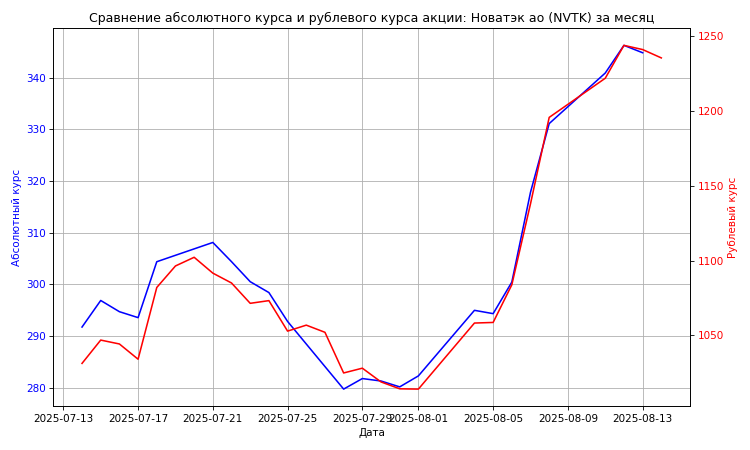 Сравнение абсолютного курса и рублевого курса акции: Новатэк ао (NVTK) за месяц
Абсолютный курс
340
330
320
310
300
290
280
1250
1200
1150
1100
1050
Рублевый курс
2025-07-13 2025-07-17 2025-07-21 2025-07-25 2025-07-29 2025-08-01 2025-08-05 2025-08-09 2025-08-13
Дата